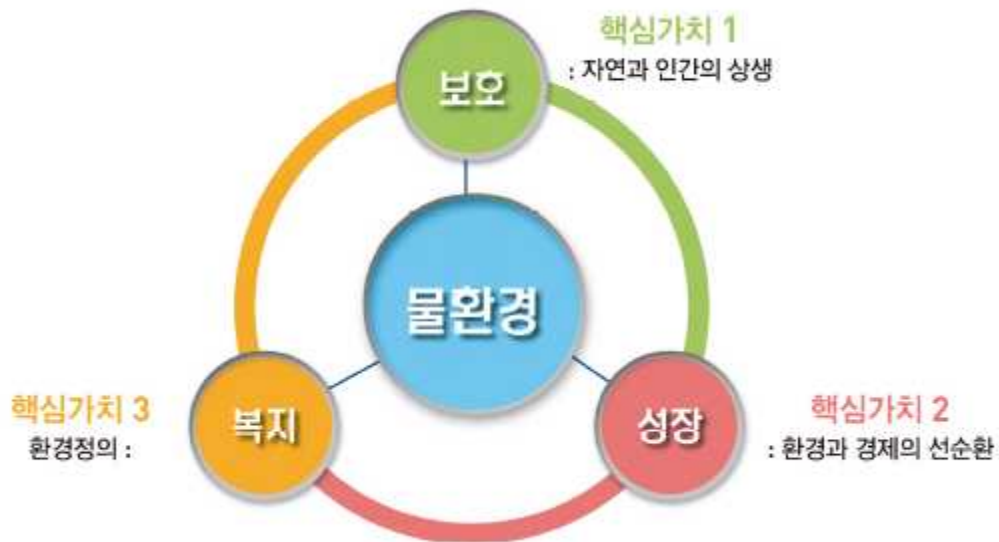 핵심가치 1
: 자연과 인간의 상생
보호
물환경
핵심가치 3
환경정의 :
복지
성장
핵심가치 2
: 환경과 경제의 선순환